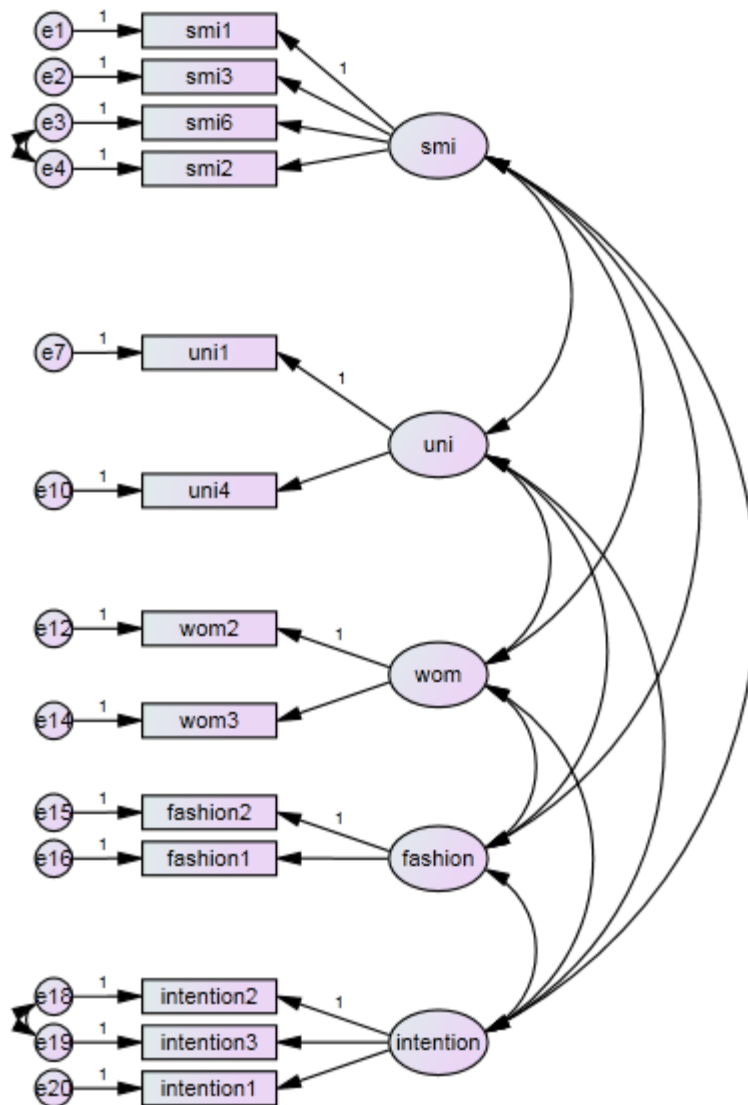 e1 1 smi1
1
e2 1 smi3
e3 1 smi6
smi
e4 1 smi2
e7 1 uni1
1
uni
e10 1 uni4
e12 1 wom2
1
wom
e14 1 wom3
e15 1 fashion2
1
e16 1 fashion1
fashion
e18 1 intention2
1
e19 1 intention3
intention
e20 1 intention1